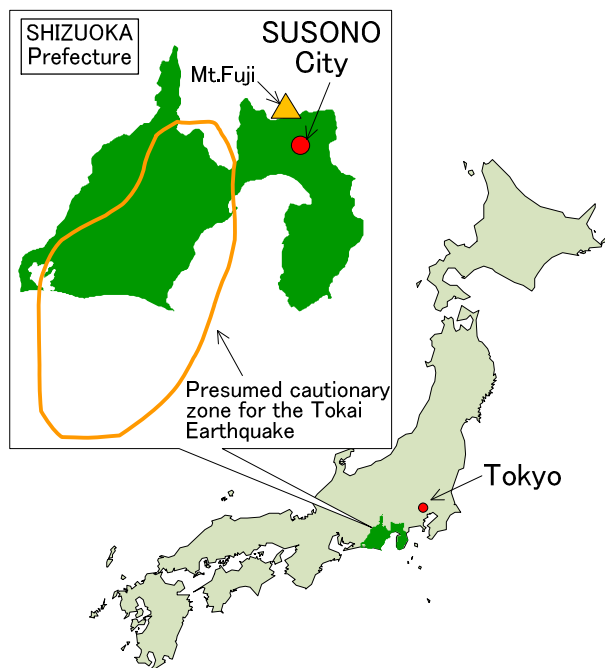 SHIZUOKA
Prefecture
SUSONO
City
Mt.Fuji
Presumed cautionary
zone for the Tokai
Earthquake
Tokyo